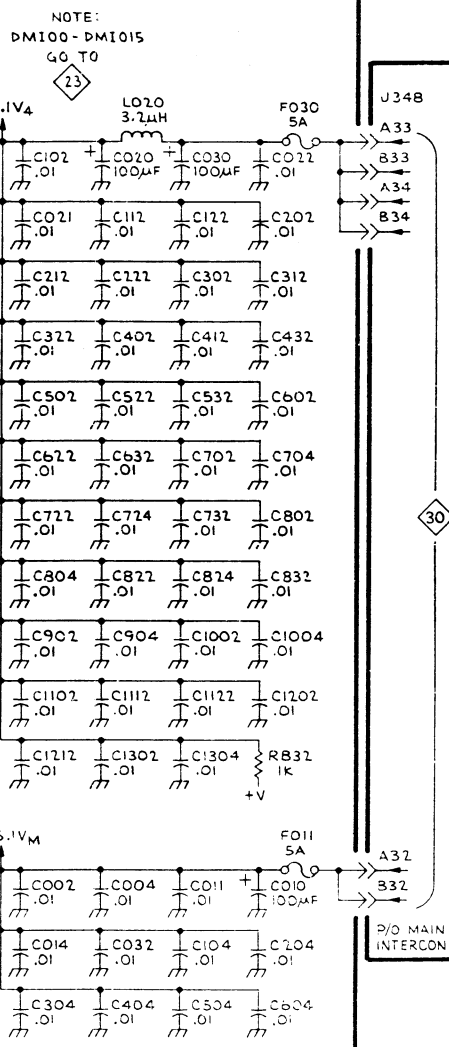 NOTE:
DM100-DM1015
GO TO
23
.1V4
L020
3.2µH
F030
5A
J348
A33
C102
.01
+
C020
100µF
+
C030
100µF
C022
.01
B33
A34
B34
C021
.01
C112
.01
C122
.01
C202
.01
C212
.01
C222
.01
C302
.01
C312
.01
C322
.01
C402
.01
C412
.01
C432
.01
C502
.01
C522
.01
C532
.01
C602
.01
C622
.01
C632
.01
C702
.01
C704
.01
C722
.01
C724
.01
C732
.01
C802
.01
30
C804
.01
C822
.01
C824
.01
C832
.01
C902
.01
C904
.01
C1002
.01
C1004
.01
C1102
.01
C1112
.01
C1122
.01
C1202
.01
C1212
.01
C1302
.01
C1304
.01
R832
1K
+V
5.1VM
F011
5A
A32
C002
.01
C004
.01
C011
.01
+
C010
100µF
B32
C014
.01
C032
.01
C104
.01
C204
.01
P/O MAIN
INTERCON
C304
.01
C404
.01
C504
.01
C604
.01